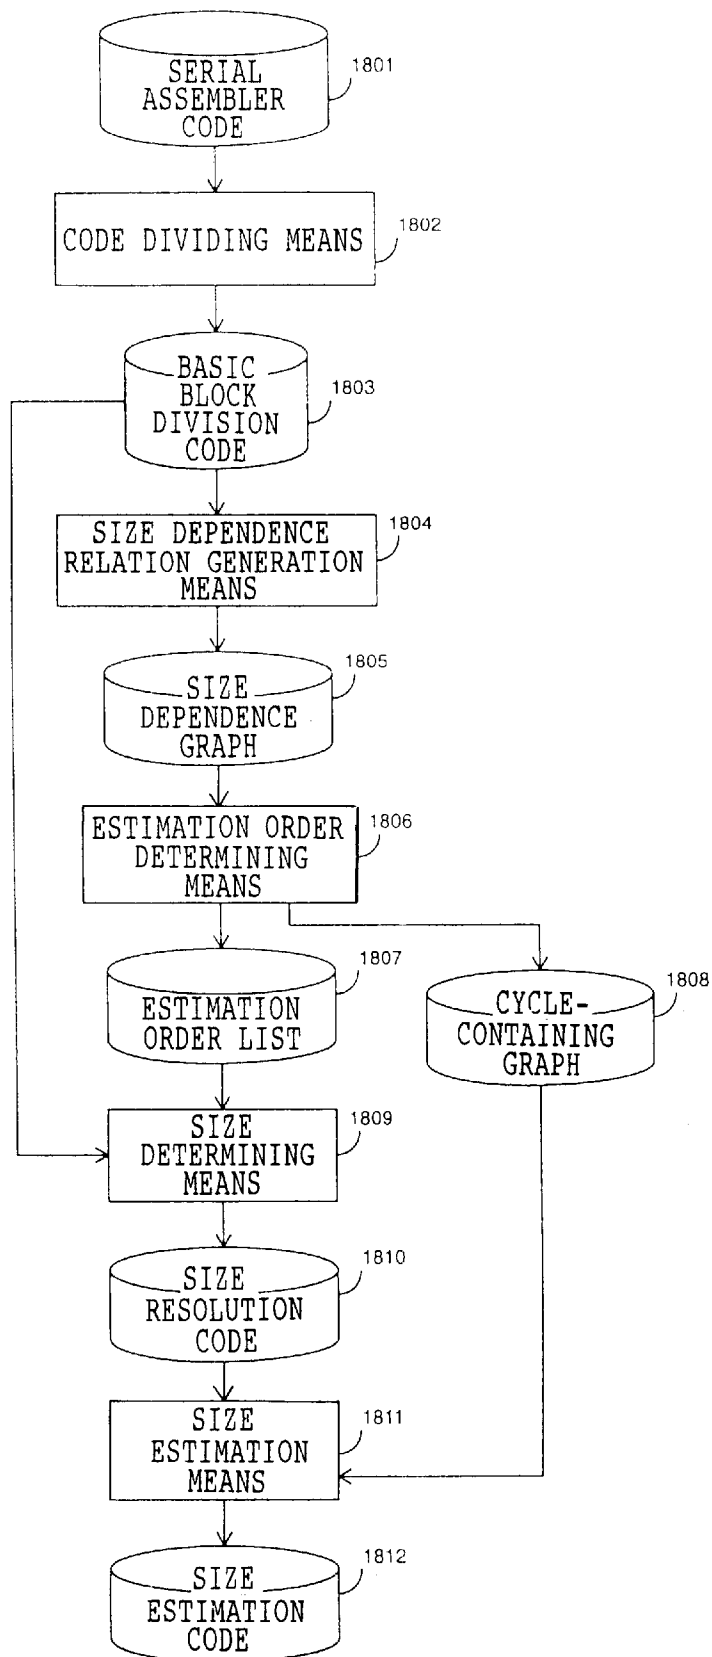 SERIAL
ASSEMBLER
CODE
1801
CODE DIVIDING MEANS
1802
BASIC
BLOCK
DIVISION
CODE
1803
SIZE DEPENDENCE
RELATION GENERATION
MEANS
1804
SIZE
DEPENDENCE
GRAPH
1805
ESTIMATION ORDER
DETERMINING
MEANS
1806
ESTIMATION
ORDER LIST
1807
CYCLE-
CONTAINING
GRAPH
1808
SIZE
DETERMINING
MEANS
1809
SIZE
RESOLUTION
CODE
1810
SIZE
ESTIMATION
MEANS
1811
SIZE
ESTIMATION
CODE
1812